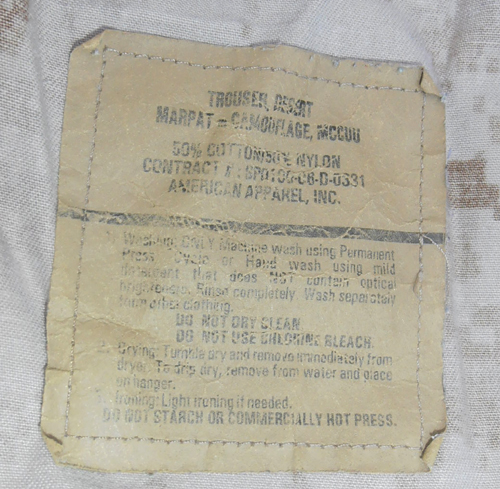 TROUSER, DESERT
MARPAT = CAMOUFLAGE, MCCUU
50% COTTON/50% NYLON
CONTRACT #: SP0100-06-D-0331
AMERICAN APPAREL, INC.
Washing: ONLY Machine wash using Permanent
Press Cycle or Hand wash using mild
detergent that does NOT contain optical
brighteners. Rinse completely. Wash separately
from other clothing.
DO NOT DRY CLEAN
DO NOT USE CHLORINE BLEACH.
Drying: Tumble dry and remove immediately from
dryer. To drip dry, remove from water and place
on hanger.
Ironing: Light ironing if needed.
DO NOT STARCH OR COMMERCIALLY HOT PRESS.